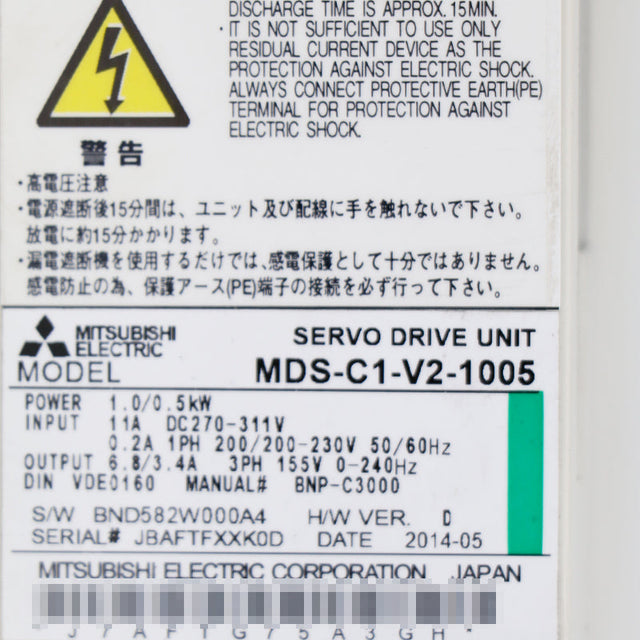 DISCHARGE TIME IS APPROX. 15 MIN.
・IT IS NOT SUFFICIENT TO USE ONLY
RESIDUAL CURRENT DEVICE AS THE
PROTECTION AGAINST ELECTRIC SHOCK.
ALWAYS CONNECT PROTECTIVE EARTH(PE)
TERMINAL FOR PROTECTION AGAINST
ELECTRIC SHOCK.
警告
・高電圧注意
・電源遮断後15分間は、ユニット及び配線に手を触れないで下さい。
放電に約15分かかります。
・漏電遮断機を使用するだけでは、感電保護として十分ではありません。
感電防止の為、保護アース(PE)端子の接続を必ず行って下さい。
MITSUBISHI
ELECTRIC
SERVO DRIVE UNIT
MODEL MDS-C1-V2-1005
POWER 1.0/0.5kW
INPUT 11A DC270-311V
0.2A 1PH 200/200-230V 50/60Hz
OUTPUT 6.8/3.4A 3PH 155V 0-240Hz
DIN VDE0160 MANUAL# BNP-C3000
S/W BND582W000A4 H/W VER. D
SERIAL# JBAFTFXXK0D DATE 2014-05
MITSUBISHI ELECTRIC CORPORATION JAPAN
J7AFTG75A3GH*